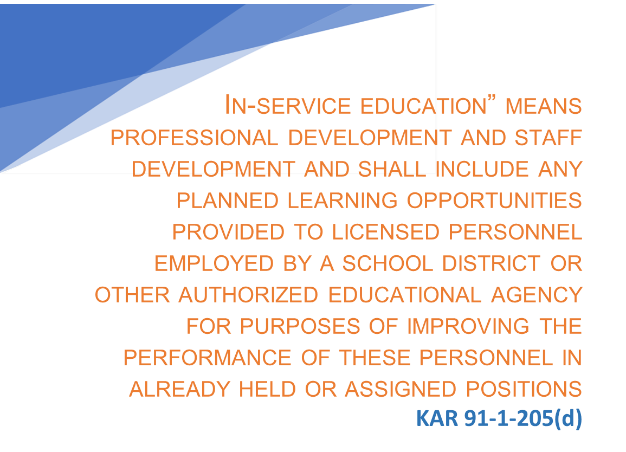 IN-SERVICE EDUCATION” MEANS
PROFESSIONAL DEVELOPMENT AND STAFF
DEVELOPMENT AND SHALL INCLUDE ANY
PLANNED LEARNING OPPORTUNITIES
PROVIDED TO LICENSED PERSONNEL
EMPLOYED BY A SCHOOL DISTRICT OR
OTHER AUTHORIZED EDUCATIONAL AGENCY
FOR PURPOSES OF IMPROVING THE
PERFORMANCE OF THESE PERSONNEL IN
ALREADY HELD OR ASSIGNED POSITIONS
KAR 91-1-205(d)